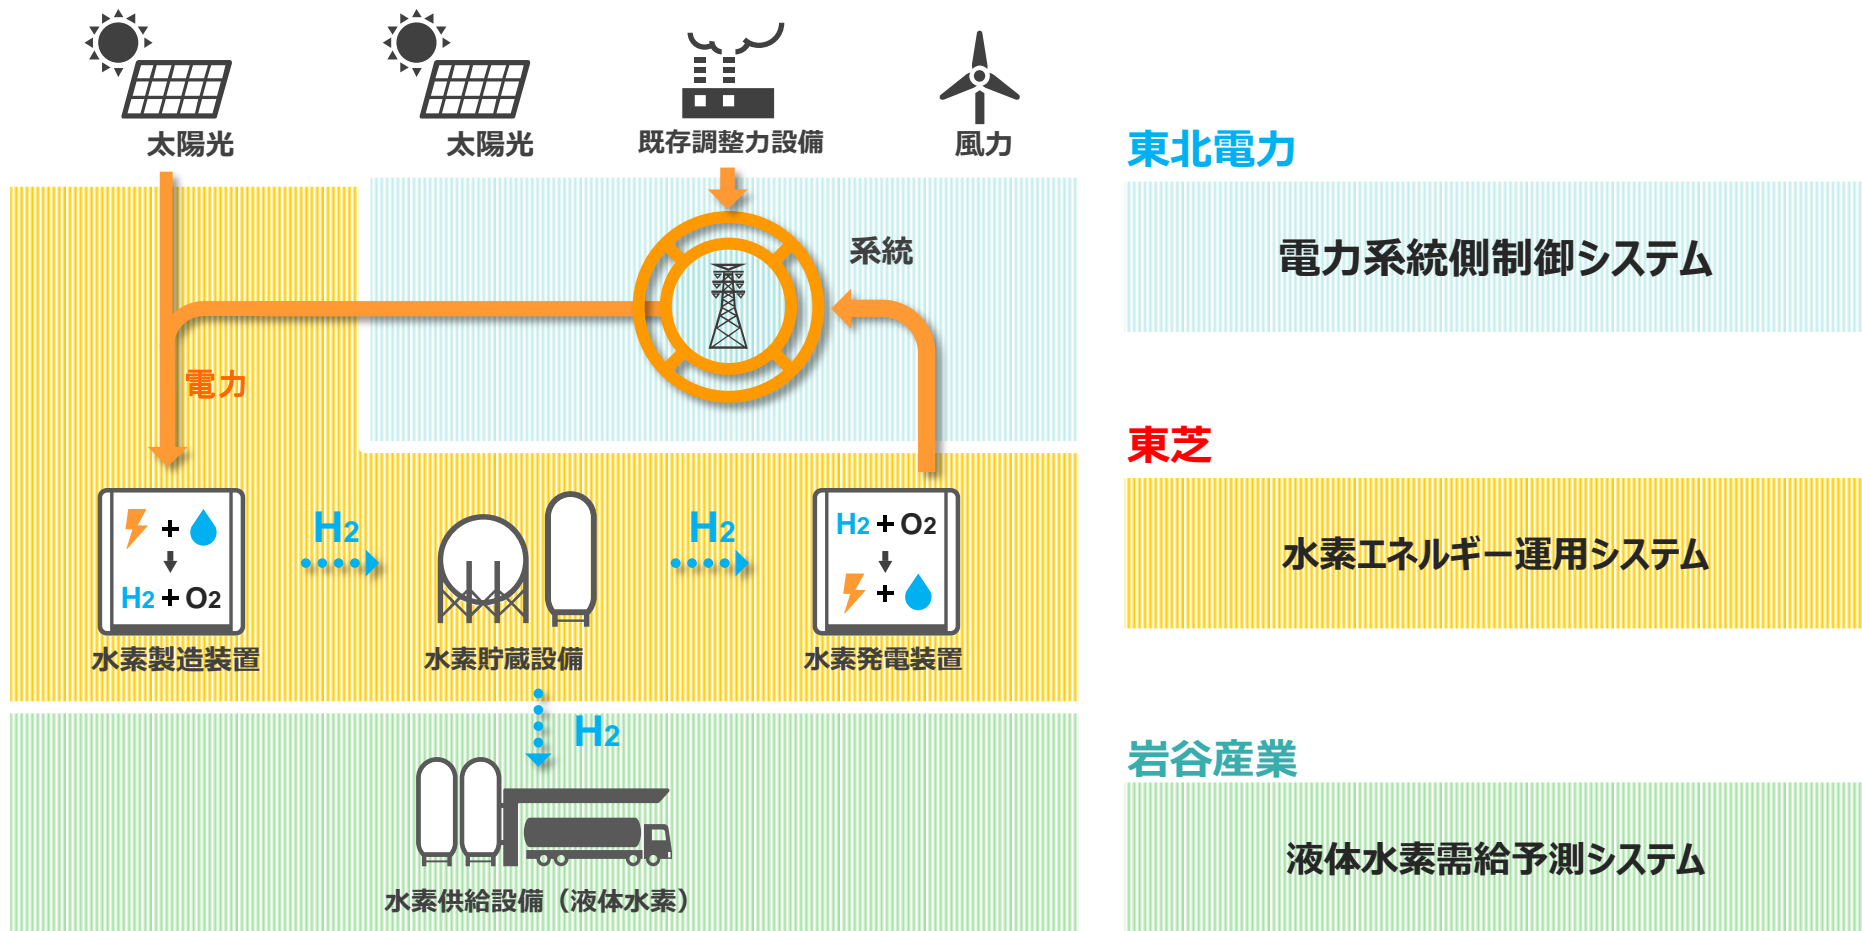 太陽光
太陽光
既存調整力設備
風力
東北電力
系統
電力系統側制御システム
電力
東芝
H2
H2
H2 + O2
+
+
H2 + O2
水素エネルギー運用システム
水素製造装置
水素貯蔵設備
水素発電装置
H2
岩谷産業
液体水素需給予測システム
水素供給設備（液体水素）